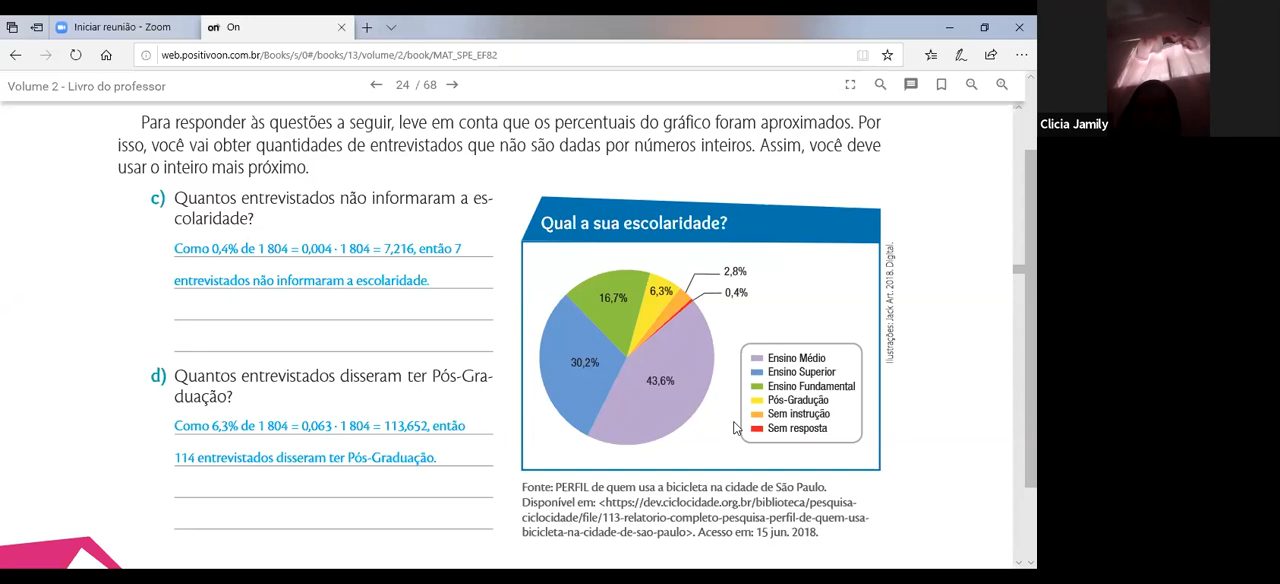 Iniciar reunião - Zoom
On
web.positivoon.com.br/Books/s/0#/books/13/volume/2/book/MAT_SPE_EF82
Volume 2 - Livro do professor
24 / 68
Clicia Jamily
Para responder às questões a seguir, leve em conta que os percentuais do gráfico foram aproximados. Por
isso, você vai obter quantidades de entrevistados que não são dadas por números inteiros. Assim, você deve
usar o inteiro mais próximo.
c) Quantos entrevistados não informaram a es-
colaridade?
Como 0,4% de 1 804 = 0,004 · 1 804 = 7,216, então 7
entrevistados não informaram a escolaridade.
d) Quantos entrevistados disseram ter Pós-Gra-
duação?
Como 6,3% de 1 804 = 0,063 · 1 804 = 113,652, então
114 entrevistados disseram ter Pós-Graduação.
Qual a sua escolaridade?
2,8%
6,3%
0,4%
16,7%
30,2%
43,6%
Ensino Médio
Ensino Superior
Ensino Fundamental
Pós-Gradução
Sem instrução
Sem resposta
Ilustrações: Jack Art. 2018. Digital.
Fonte: PERFIL de quem usa a bicicleta na cidade de São Paulo.
Disponível em: <https://dev.ciclocidade.org.br/biblioteca/pesquisa-
ciclocidade/file/113-relatorio-completo-pesquisa-perfil-de-quem-usa-
bicicleta-na-cidade-de-sao-paulo>. Acesso em: 15 jun. 2018.